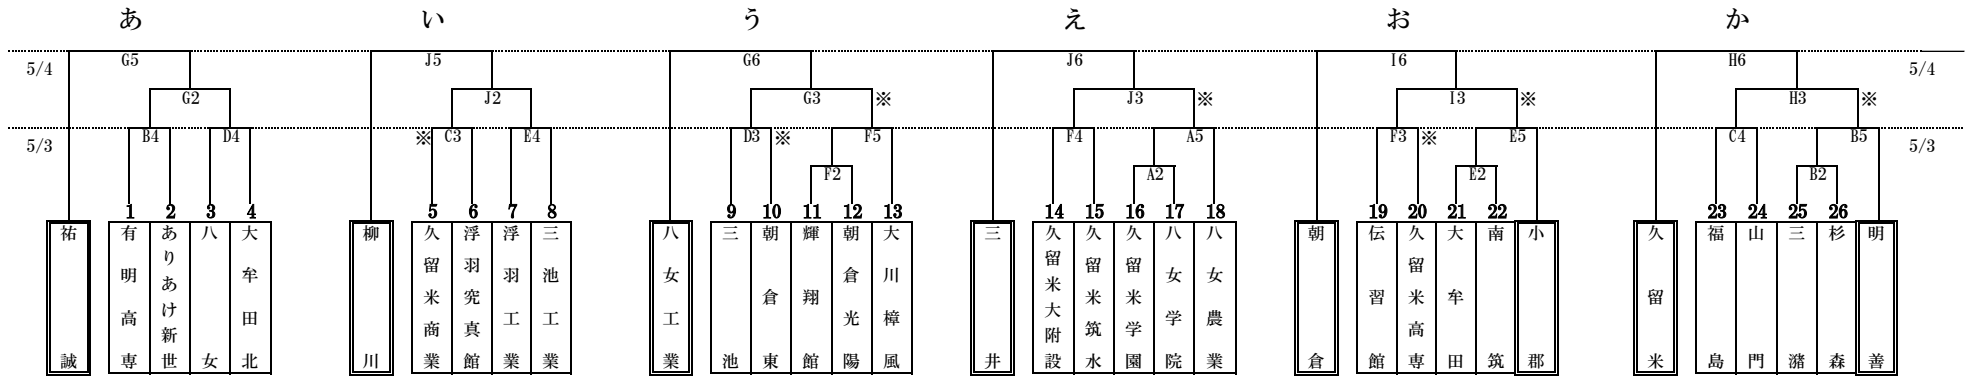 あ い う え お か
G5 J5 G6 J6 I6 H6
5/4 5/4
G2 J2 G3 ※ J3 ※ I3 ※ H3 ※
B4 D4 ※ C3 E4 D3 ※ F5 F4 A5 F3 ※ E5 C4 B5
5/3 5/3
F2 A2 E2 B2
1 2 3 4 5 6 7 8 9 10 11 12 13 14 15 16 17 18 19 20 21 22 23 24 25 26
祐誠
有明高専
ありあけ新世
八女
大牟田北
柳川
久留米商業
浮羽究真館
浮羽工業
三池工業
八女工業
三池
朝倉東
輝翔館
朝倉光陽
大川樟風
三井
久留米大附設
久留米筑水
久留米学園
八女学院
八女農業
朝倉
伝習館
久留米高専
大牟田
南筑
小郡
久留米
福島
山門
三潴
杉森
明善